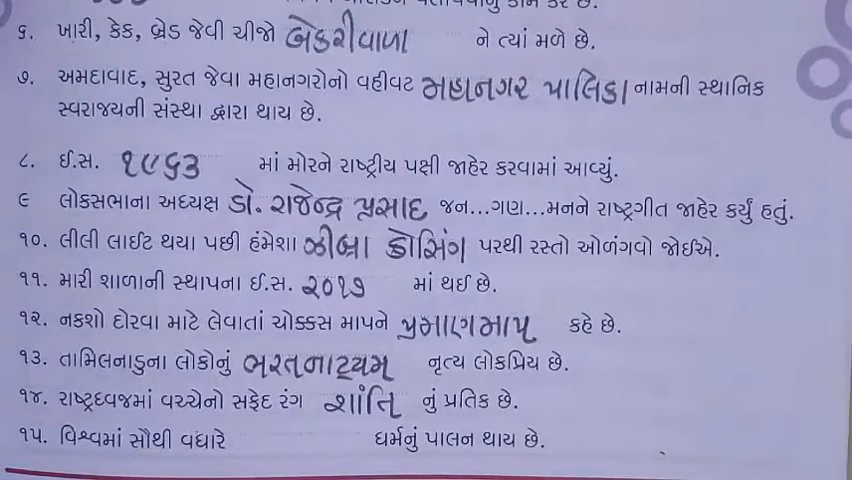 કામ કરે છે.
૬. ખારી, કેક, બ્રેડ જેવી ચીજો બેકરીવાળા ને ત્યાં મળે છે.
૭. અમદાવાદ, સુરત જેવા મહાનગરોનો વહીવટ મહાનગર પાલિકા નામની સ્થાનિક
સ્વરાજ્યની સંસ્થા દ્વારા થાય છે.
૮. ઈ.સ. ૧૯૬૩ માં મોરને રાષ્ટ્રીય પક્ષી જાહેર કરવામાં આવ્યું.
૯ લોકસભાના અધ્યક્ષ ડો. રાજેન્દ્ર પ્રસાદ જન...ગણ...મનને રાષ્ટ્રગીત જાહેર કર્યું હતું.
૧૦. લીલી લાઈટ થયા પછી હંમેશા ઝીબ્રા ક્રોસિંગ પરથી રસ્તો ઓળંગવો જોઈએ.
૧૧. મારી શાળાની સ્થાપના ઈ.સ. ૨૦૧૭ માં થઈ છે.
૧૨. નકશો દોરવા માટે લેવાતાં ચોક્કસ માપને પ્રમાણમાપ કહે છે.
૧૩. તામિલનાડુના લોકોનું ભરતનાટ્યમ્ નૃત્ય લોકપ્રિય છે.
૧૪. રાષ્ટ્રધ્વજમાં વચ્ચેનો સફેદ રંગ શાંતિ નું પ્રતિક છે.
૧૫. વિશ્વમાં સૌથી વધારે ધર્મનું પાલન થાય છે.